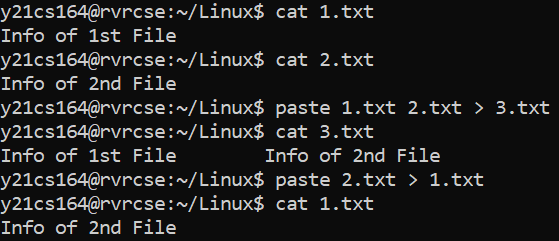 y21cs164@rvrcse:~/Linux$ cat 1.txt
Info of 1st File
y21cs164@rvrcse:~/Linux$ cat 2.txt
Info of 2nd File
y21cs164@rvrcse:~/Linux$ paste 1.txt 2.txt > 3.txt
y21cs164@rvrcse:~/Linux$ cat 3.txt
Info of 1st File        Info of 2nd File
y21cs164@rvrcse:~/Linux$ paste 2.txt > 1.txt
y21cs164@rvrcse:~/Linux$ cat 1.txt
Info of 2nd File